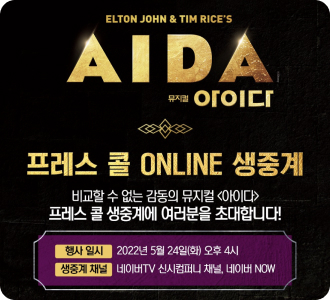 ELTON JOHN & TIM RICE'S
AIDA
뮤지컬 아이다
프레스 콜 ONLINE 생중계
비교할 수 없는 감동의 뮤지컬 <아이다>
프레스 콜 생중계에 여러분을 초대합니다!
행사 일시 2022년 5월 24일(화) 오후 4시
생중계 채널 네이버TV 신시컴퍼니 채널, 네이버 NOW